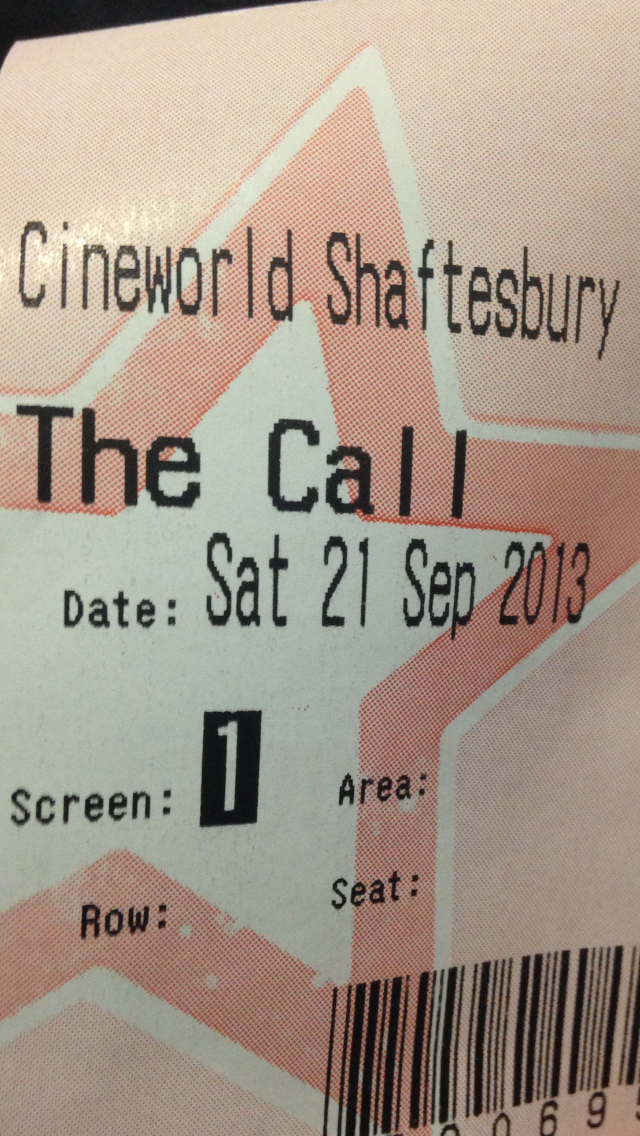 Cineworld Shaftesbury
The Call
Date: Sat 21 Sep 2013
Screen: 1 Area:
Row: Seat: